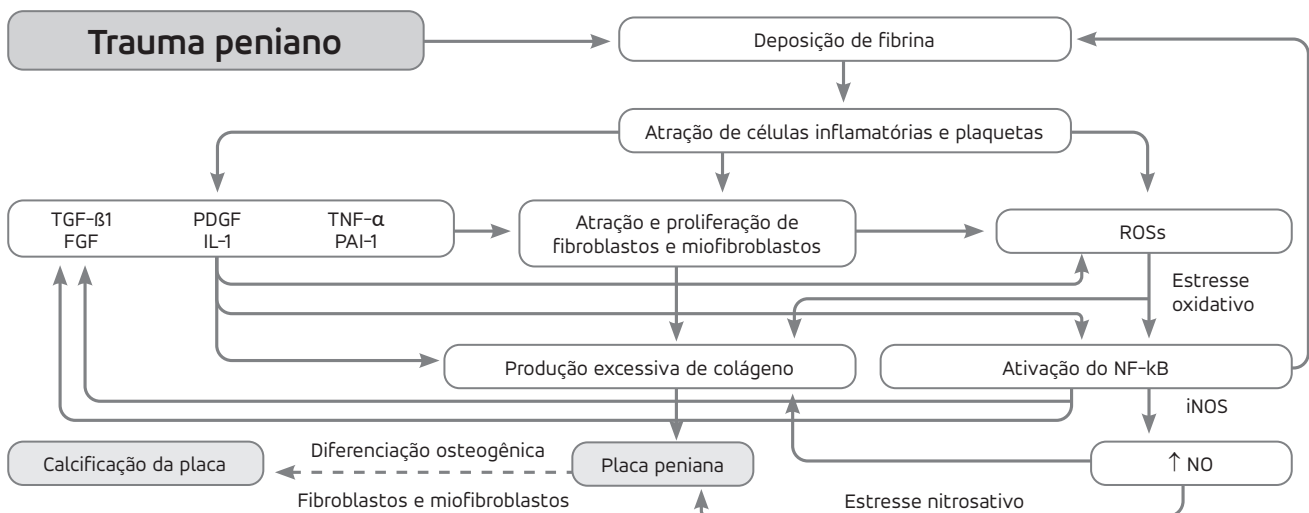 Trauma peniano
Deposição de fibrina
Atração de células inflamatórias e plaquetas
TGF-ß1 PDGF TNF-α
FGF IL-1 PAI-1
Atração e proliferação de
fibroblastos e miofibroblastos
ROSs
Estresse
oxidativo
Produção excessiva de colágeno
Ativação do NF-kB
iNOS
Calcificação da placa
Diferenciação osteogênica
Fibroblastos e miofibroblastos
Placa peniana
↑ NO
Estresse nitrosativo